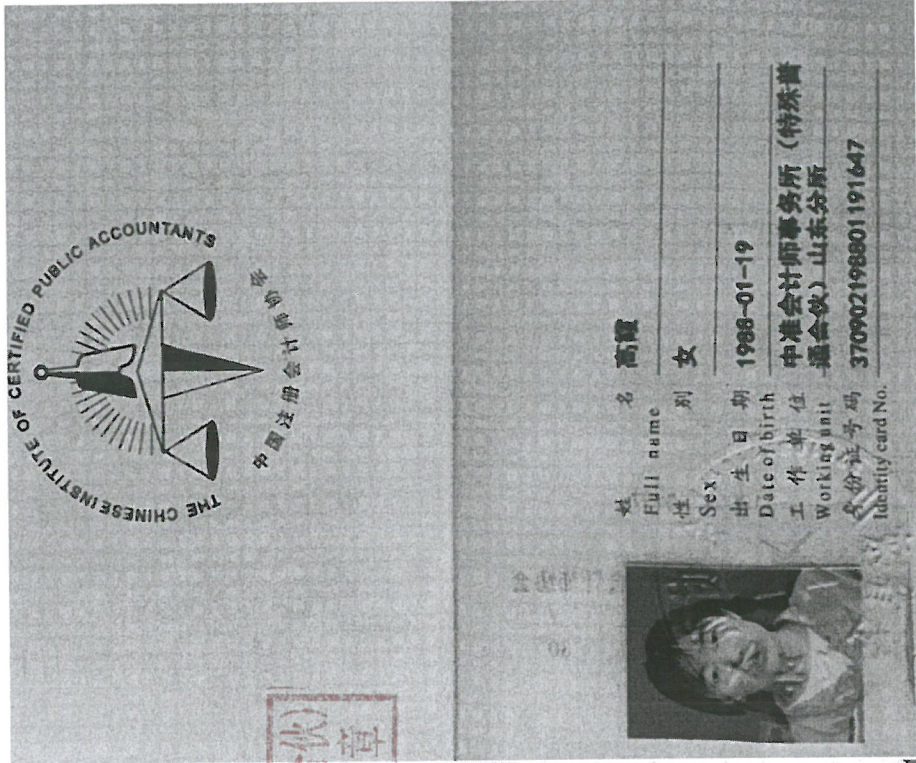 THE CHINESE INSTITUTE OF CERTIFIED PUBLIC ACCOUNTANTS
中国注册会计师协会
伙)
章
姓 名 高霞
Full name
性 别 女
Sex
出 生 日 期 1988-01-19
Date of birth
工 作 单 位 中准会计师事务所（特殊普
Working unit 通合伙）山东分所
身份证号码 370902198801191647
Identity card No.